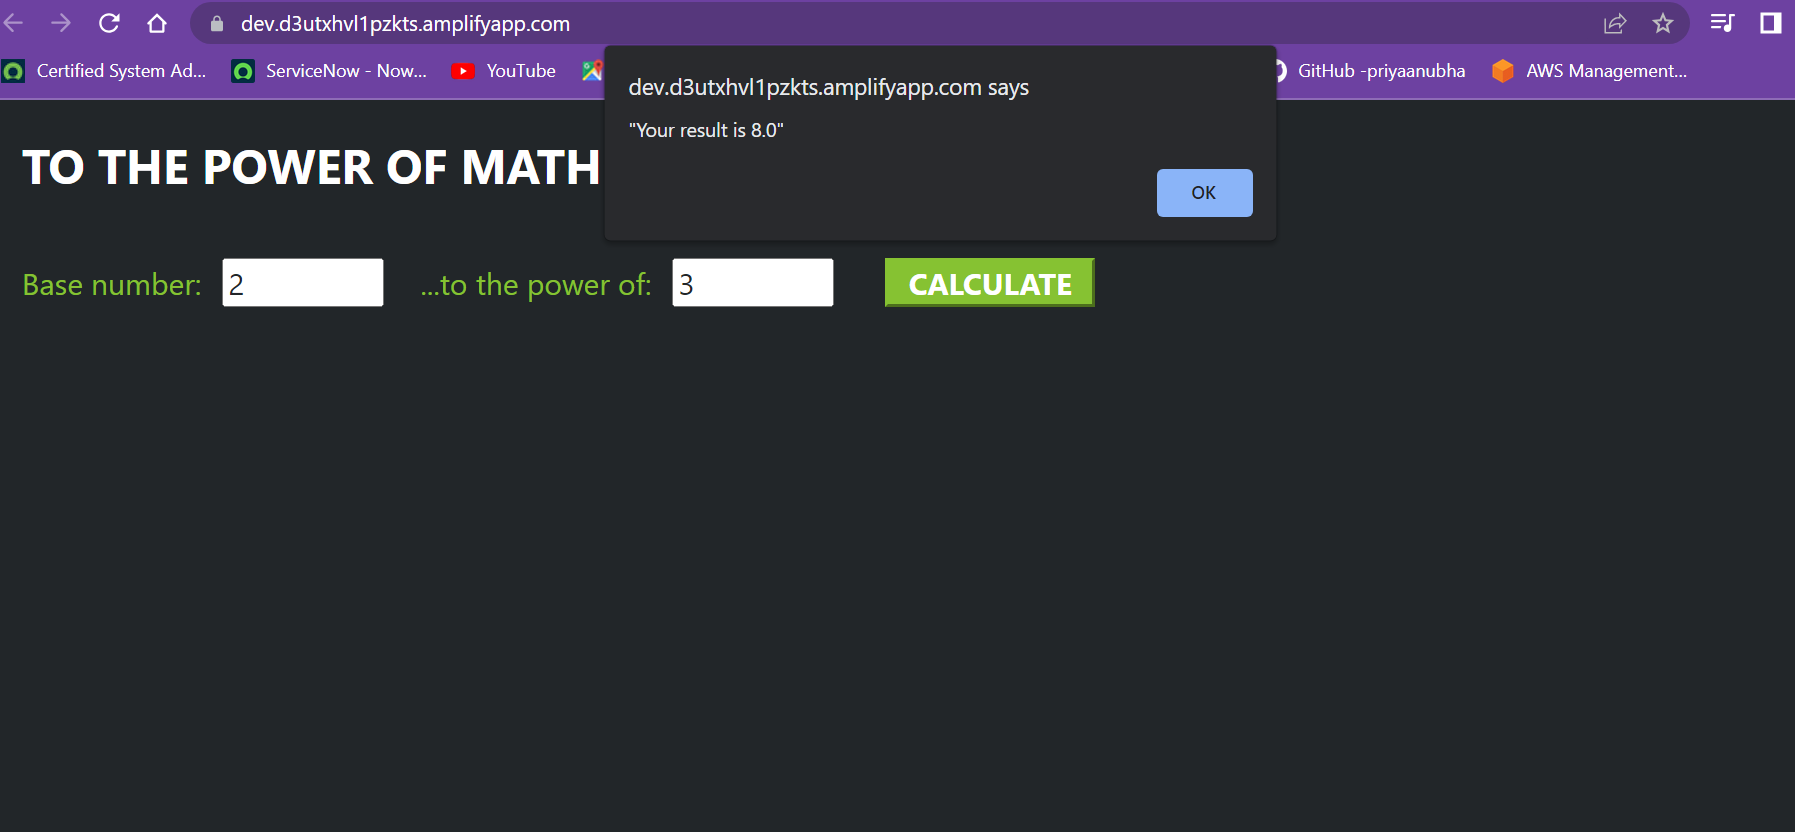 dev.d3utxhvl1pzkts.amplifyapp.com
Certified System Ad... ServiceNow - Now... YouTube GitHub -priyaanubha AWS Management...
dev.d3utxhvl1pzkts.amplifyapp.com says
"Your result is 8.0"
OK
TO THE POWER OF MATH
Base number: 2 ...to the power of: 3 CALCULATE